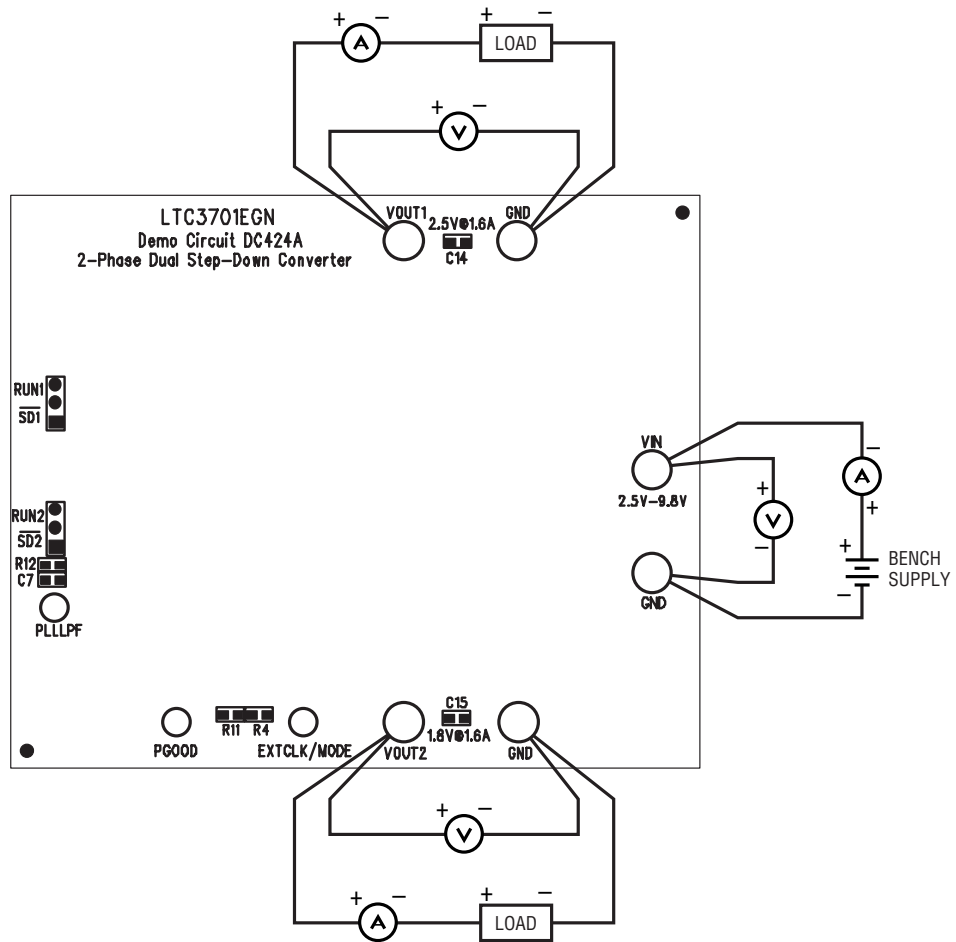 + A −
+ LOAD −
+ V −
LTC3701EGN
Demo Circuit DC424A
2-Phase Dual Step-Down Converter
VOUT1
2.5V@1.6A
C14
GND
RUN1
SD1
RUN2
SD2
R12
C7
PLLLPF
VIN
2.5V-9.8V
GND
+
V
−
−
A
+
+
−
BENCH
SUPPLY
PGOOD
R11
R4
EXTCLK/MODE
VOUT2
C15
1.8V@1.6A
GND
+ V −
+ A −
+ LOAD −